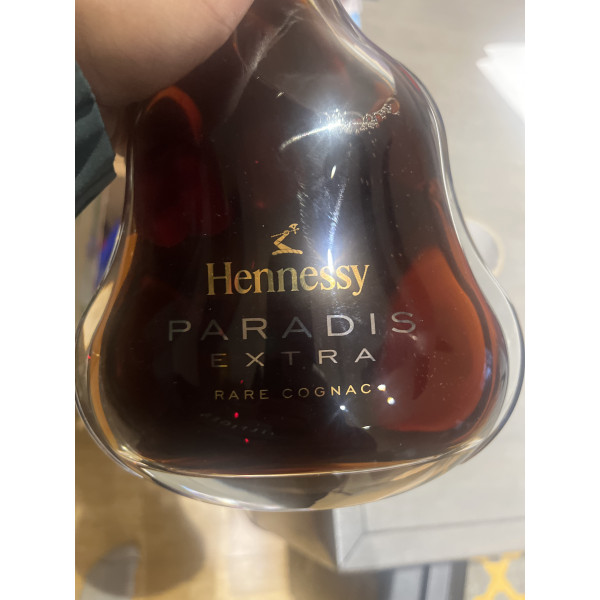 Hennessy
PARADIS
EXTRA
RARE COGNAC